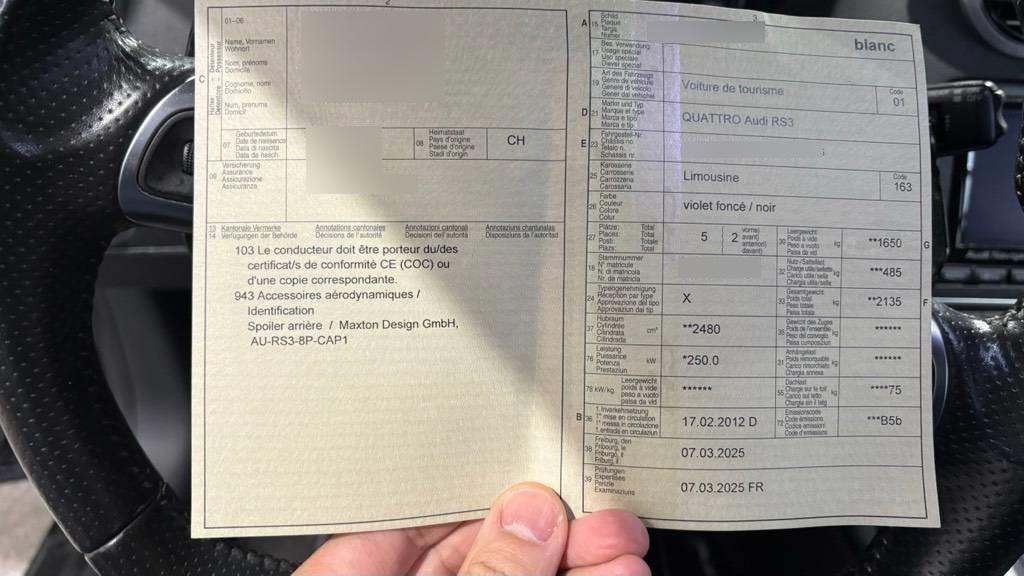 2
01-06
C
Name, Vornamen
Wohnort
Nom, prénoms
Domicile
Cognome, nomi
Domicilio
Num, prenums
Domicil
07
Geburtsdatum
Date de naissance
Data di nascita
Data da nasch.
08
Heimatstaat
Pays d'origine
Paese d'origine
Stadi d'origin
CH
09
Versicherung
Assurance
Assicurazione
Assicuranza
13 Kantonale Vermerke Annotations cantonales Annotazioni cantonali Annotaziuns chantunalas
14 Verfügungen der Behörde Décisions de l'autorité Decisioni dell'autorità Disposiziuns da l'autoritad
103 Le conducteur doit être porteur du/des
certificat/s de conformité CE (COC) ou
d'une copie correspondante.
943 Accessoires aérodynamiques /
Identification
Spoiler arrière / Maxton Design GmbH,
AU-RS3-8P-CAP1
3
A 15
Schild
Plaque
Targa
Numer
blanc
17
Bes. Verwendung
Usage spécial
Uso speciale
Diever spezial
19
Art des Fahrzeugs
Genre de véhicule
Genere di veicolo
Gener dal vehichel
Voiture de tourisme
Code
01
D 21
Marke und Typ
Marque et type
Marca e tipo
Marca e tip
QUATTRO Audi RS3
E 23
Fahrgestell-Nr.
Châssis no
Telaio n.
Schassis nr.
25
Karosserie
Carrosserie
Carrozzeria
Carossaria
Limousine
Code
163
26
Farbe
Couleur
Colore
Colur
violet foncé / noir
27
Plätze: Total
Places: Total
Posti: Totale
Plazs: Total
5
2
vorne)
avant)
anteriori)
davant)
30
Leergewicht
Poids à vide
Peso a vuoto
Paisa da vid
kg
**1650
G
18
Stammnummer
N° matricule
N. di matricola
Nr. da matricla
32
Nutz-/Sattellast
Charge utile/sellette
Carico utile/sella
Chargia utila/sella
kg
***485
24
Typengenehmigung
Réception par type
Approvazione del tipo
Approvaziun dal tip
X
33
Gesamtgewicht
Poids total
Peso totale
Paisa totala
kg
**2135
F
37
Hubraum
Cylindrée
Cilindrata
Cilindrada
cm³
**2480
35
Gewicht des Zuges
Poids de l'ensemble
Peso del convoglio
Paisa cumposiziun
kg
******
76
Leistung
Puissance
Potenza
Prestaziun
kW
*250.0
31
Anhängelast
Poids remorquable
Carico rimorchiato
Chargia annexa
kg
******
78 kW/kg
Leergewicht
poids à vide
peso a vuoto
paisa da vid
******
55
Dachlast
Charge sur le toit
Carico sul tetto
Chargia sin il tetg
kg
****75
B 36
1. Inverkehrsetzung
1re mise en circulation
1a messa in circolazione
1. entrada en circulaziun
17.02.2012 D
72
Emissionscode
Code émissions
Codice emissioni
Code d'emissiuns
***B5b
38
Freiburg, den
Fribourg, le
Friburgo, il
Friburg, il
07.03.2025
39
Prüfungen
Expertises
Perizie
Examinaziuns
07.03.2025 FR